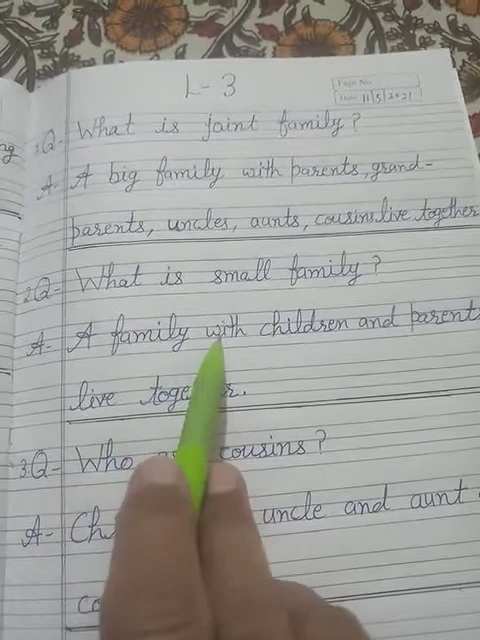 L-3
Page No.
Date 11 5 2021
1Q- What is joint family?
A- A big family with parents, grand-
parents, uncles, aunts, cousins live together
2Q- What is small family?
A- A family with children and parents
live together.
3Q- Who cousins?
A- uncle and aunt